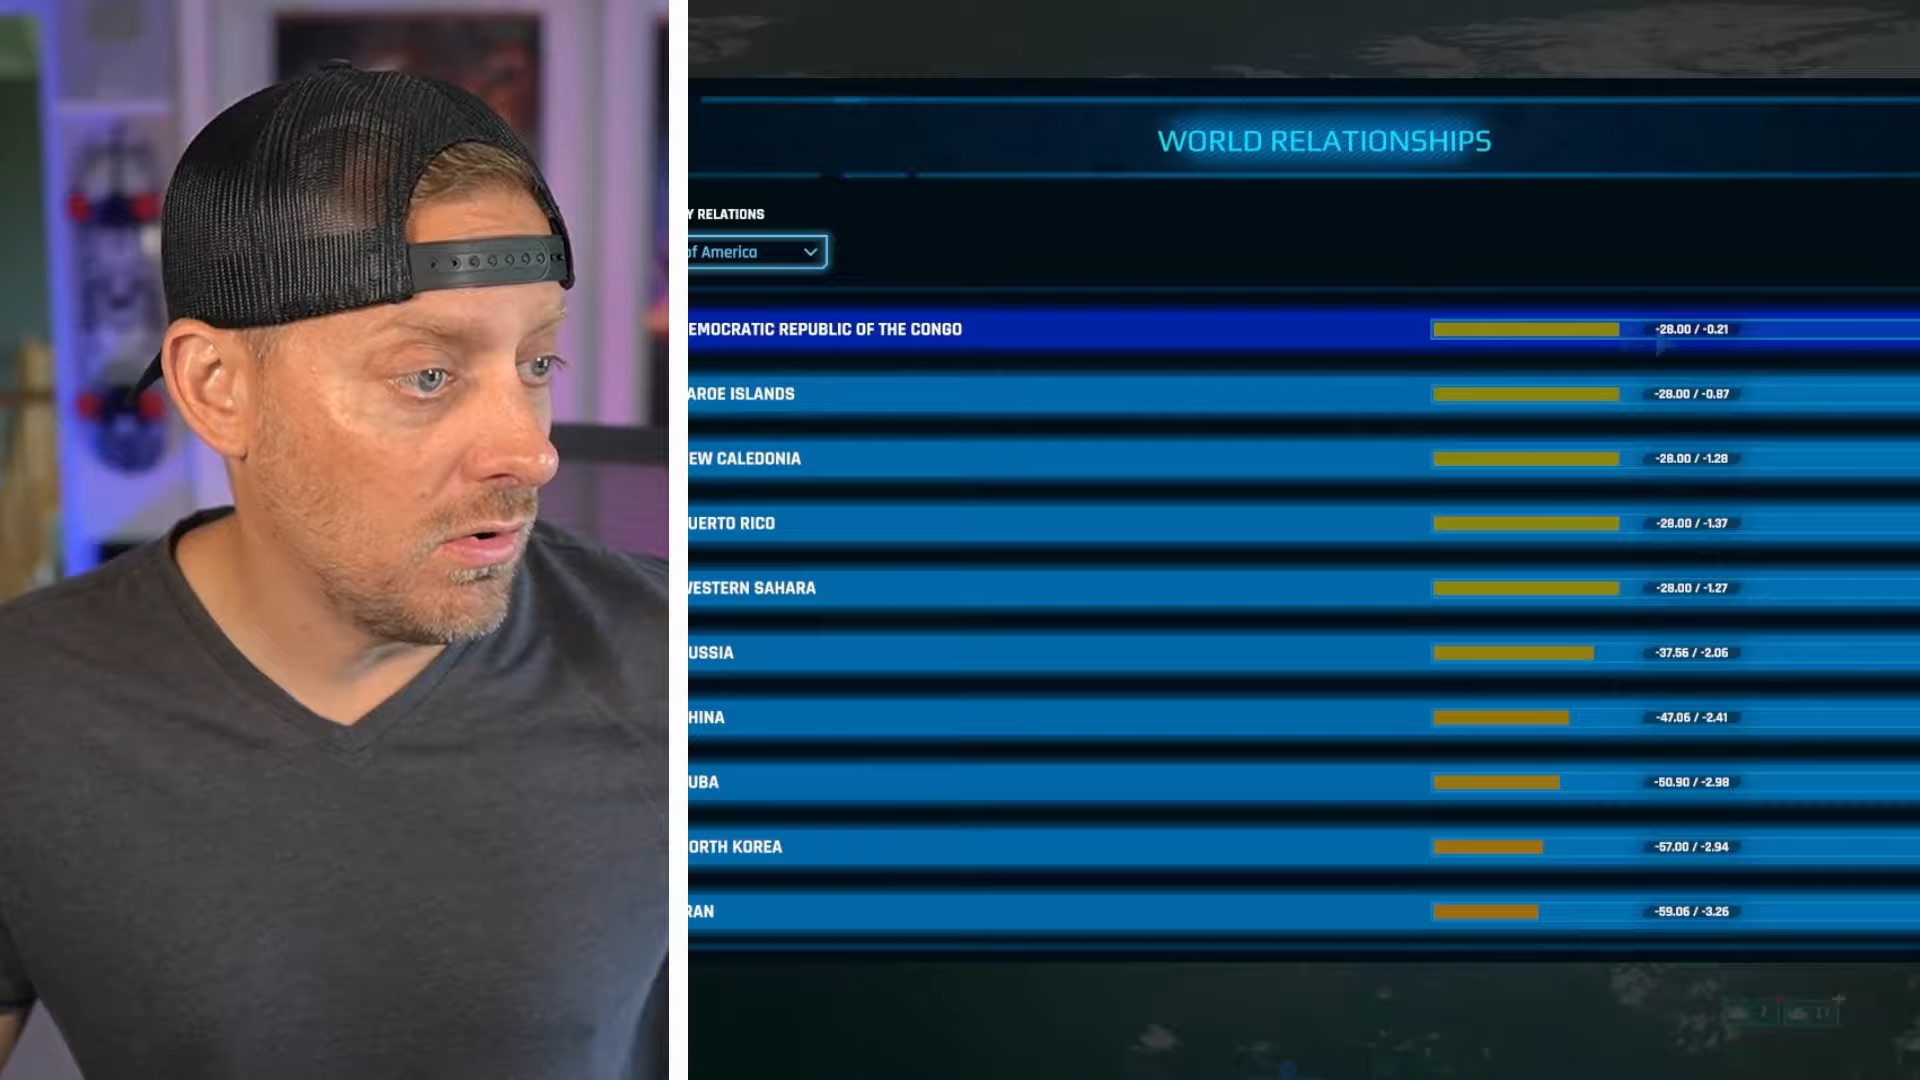 WORLD RELATIONSHIPS
Y RELATIONS
of America
EMOCRATIC REPUBLIC OF THE CONGO -28.00 / -0.21
AROE ISLANDS -28.00 / -0.87
EW CALEDONIA -28.00 / -1.28
UERTO RICO -28.00 / -1.37
WESTERN SAHARA -28.00 / -1.27
USSIA -37.56 / -2.06
HINA -47.06 / -2.41
UBA -50.90 / -2.98
ORTH KOREA -57.00 / -2.94
RAN -59.06 / -3.26